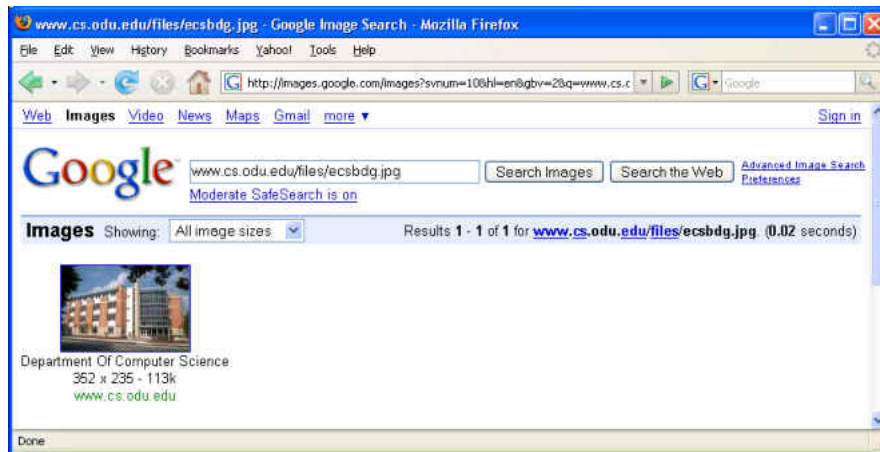 www.cs.odu.edu/files/ecsbdg.jpg - Google Image Search - Mozilla Firefox
File Edit View History Bookmarks Yahoo! Tools Help
http://images.google.com/images?svnum=10&hl=en&gbv=2&q=www.cs.c
Google
Web Images Video News Maps Gmail more ▼ Sign in
Google
www.cs.odu.edu/files/ecsbdg.jpg Search Images Search the Web Advanced Image Search
Preferences
Moderate SafeSearch is on
Images Showing: All image sizes Results 1 - 1 of 1 for www.cs.odu.edu/files/ecsbdg.jpg. (0.02 seconds)
Department Of Computer Science
352 x 235 - 113k
www.cs.odu.edu
Done